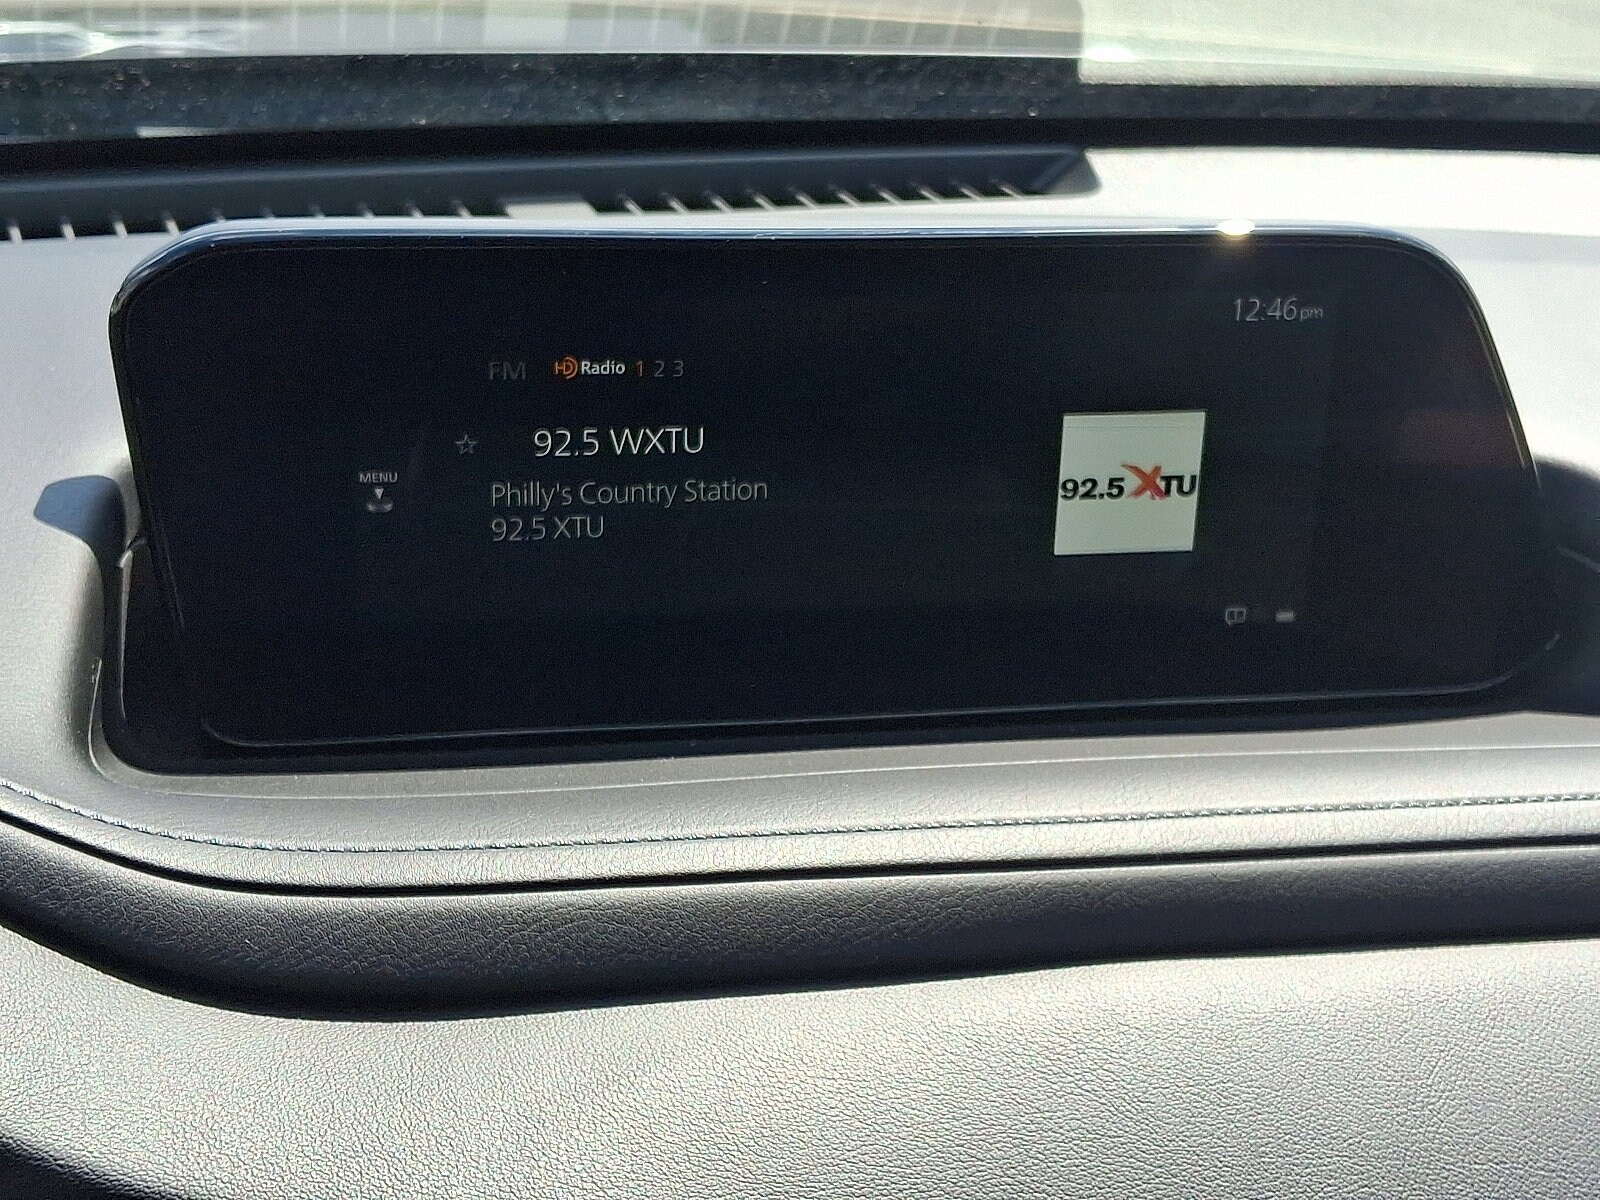 12:46pm
FM HD Radio 1 2 3
92.5 WXTU
MENU
Philly's Country Station
92.5 XTU
92.5 XTU